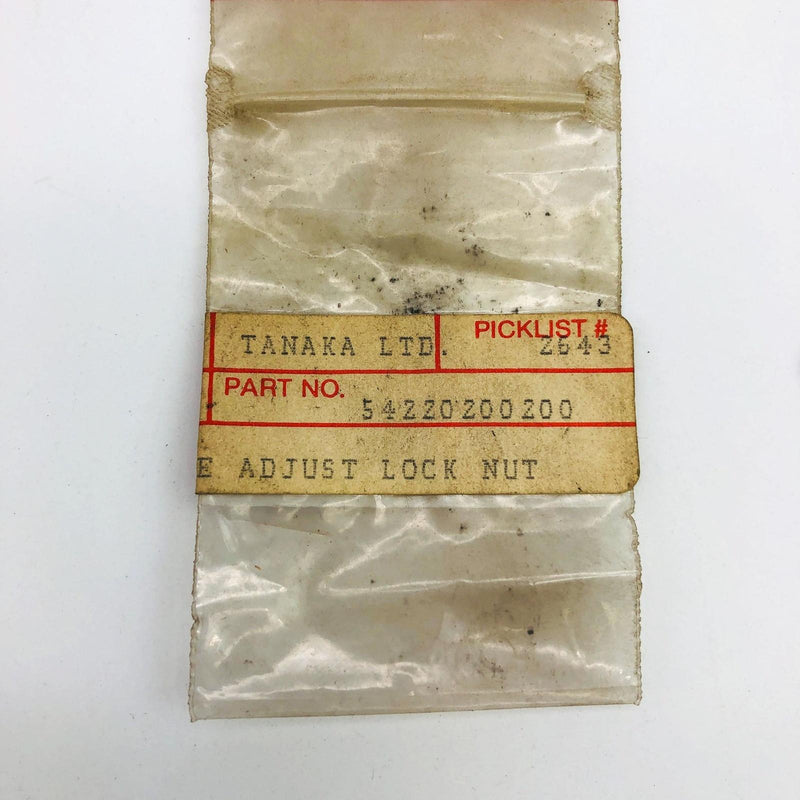 PICKLIST #
TANAKA LTD. 2643
PART NO.
54220200200
E ADJUST LOCK NUT